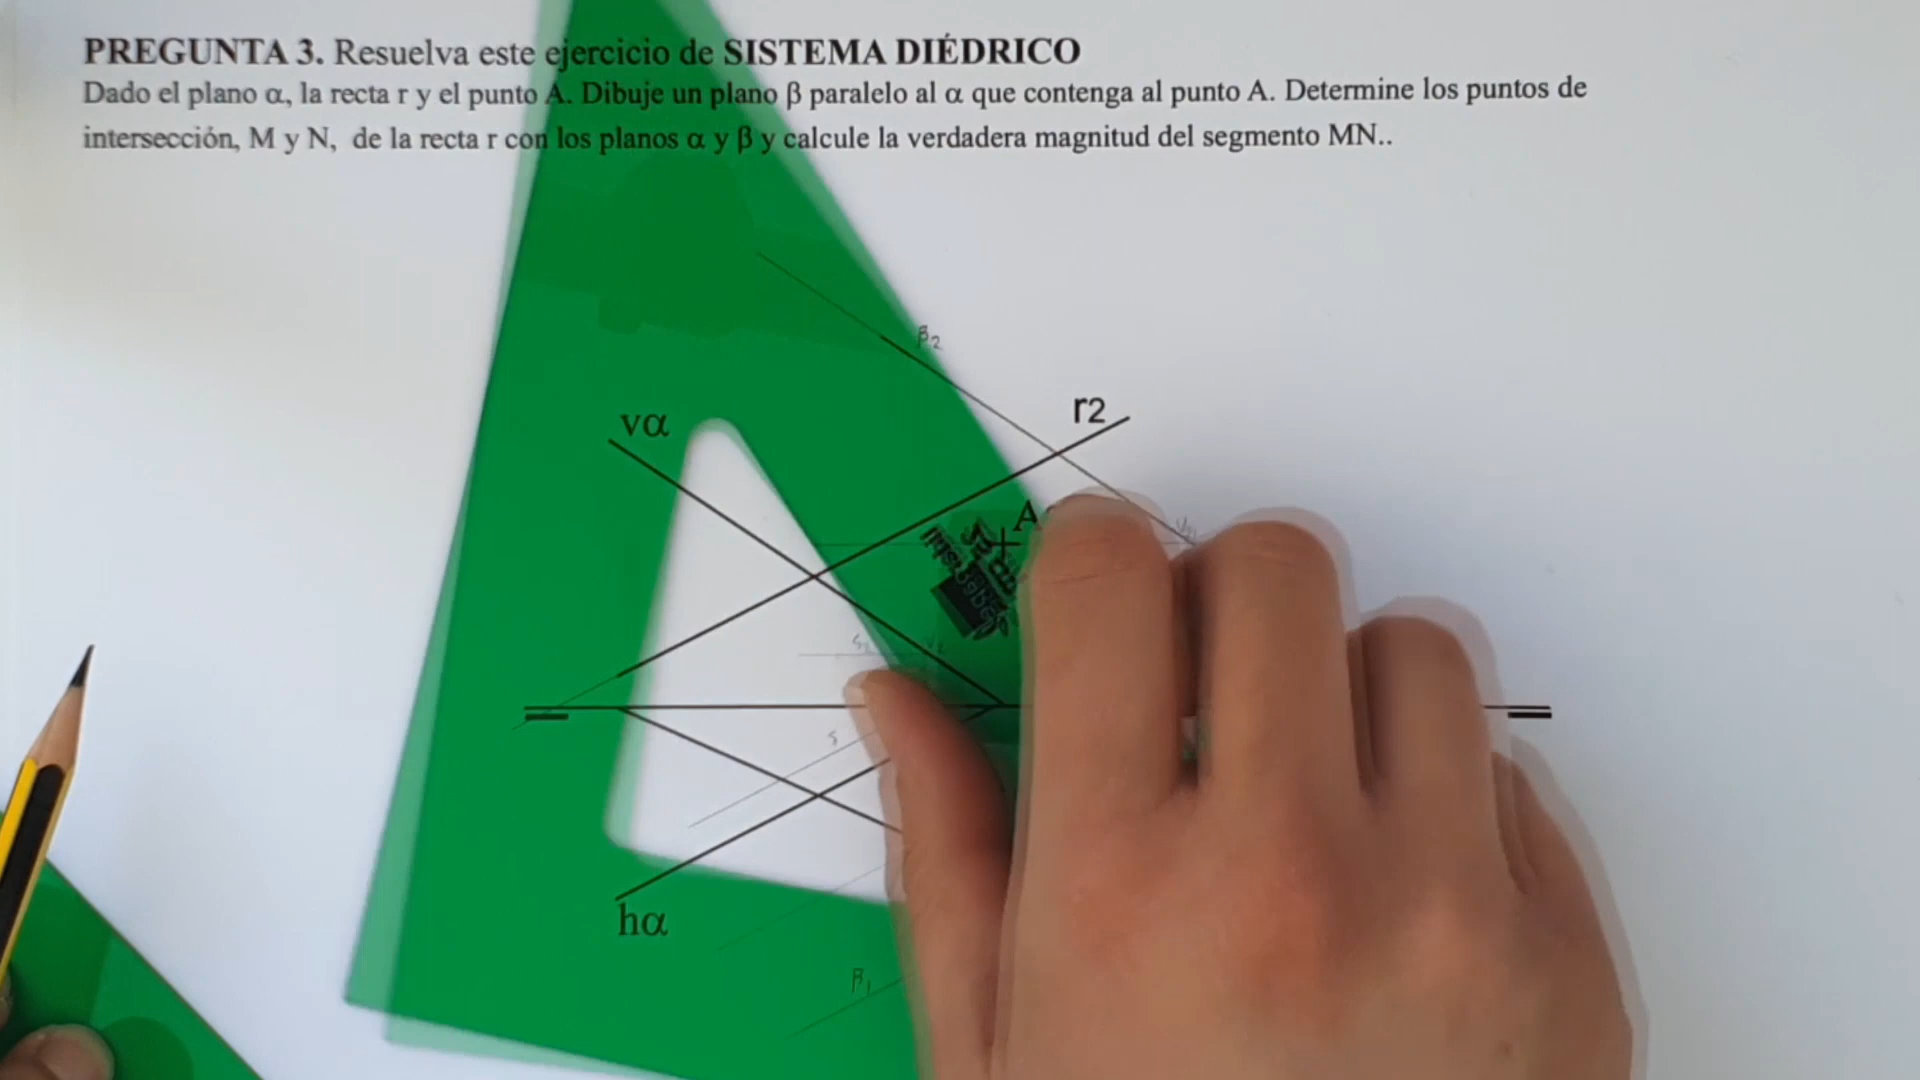 PREGUNTA 3. Resuelva este ejercicio de SISTEMA DIÉDRICO
Dado el plano α, la recta r y el punto A. Dibuje un plano β paralelo al α que contenga al punto A. Determine los puntos de
intersección, M y N, de la recta r con los planos α y β y calcule la verdadera magnitud del segmento MN..
β2
r2
vα
A
s2
s
hα
β1